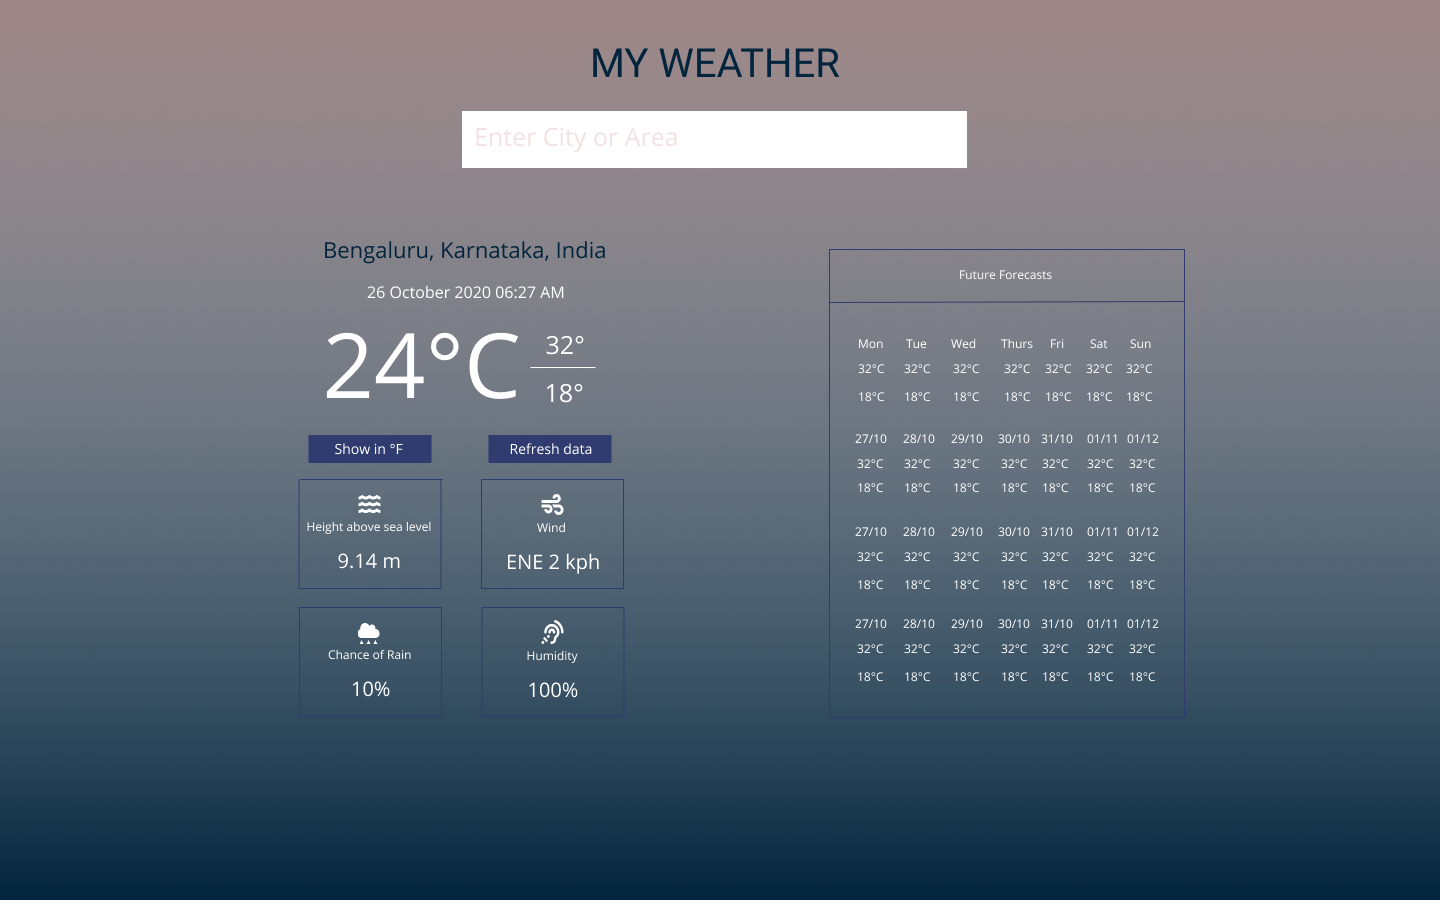 MY WEATHER
Enter City or Area
Bengaluru, Karnataka, India
26 October 2020 06:27 AM
24°C
32°
18°
Show in °F
Refresh data
Height above sea level
9.14 m
Wind
ENE 2 kph
Chance of Rain
10%
Humidity
100%
Future Forecasts
Mon Tue Wed Thurs Fri Sat Sun
32°C 32°C 32°C 32°C 32°C 32°C 32°C
18°C 18°C 18°C 18°C 18°C 18°C 18°C
27/10 28/10 29/10 30/10 31/10 01/11 01/12
32°C 32°C 32°C 32°C 32°C 32°C 32°C
18°C 18°C 18°C 18°C 18°C 18°C 18°C
27/10 28/10 29/10 30/10 31/10 01/11 01/12
32°C 32°C 32°C 32°C 32°C 32°C 32°C
18°C 18°C 18°C 18°C 18°C 18°C 18°C
27/10 28/10 29/10 30/10 31/10 01/11 01/12
32°C 32°C 32°C 32°C 32°C 32°C 32°C
18°C 18°C 18°C 18°C 18°C 18°C 18°C